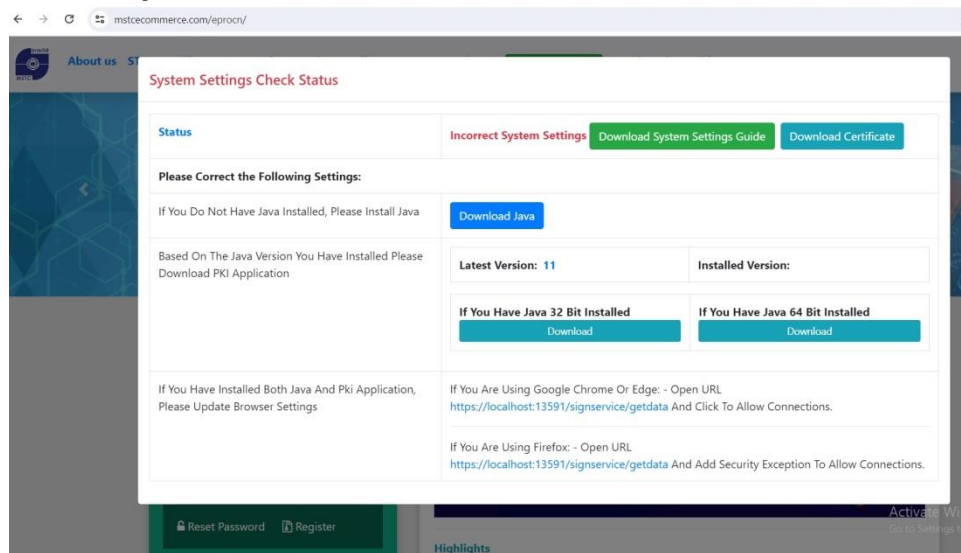 mstcecommerce.com/eprocn/
About us
System Settings Check Status
Status
Incorrect System Settings Download System Settings Guide Download Certificate
Please Correct the Following Settings:
If You Do Not Have Java Installed, Please Install Java
Download Java
Based On The Java Version You Have Installed Please
Download PKI Application
Latest Version: 11
Installed Version:
If You Have Java 32 Bit Installed
Download
If You Have Java 64 Bit Installed
Download
If You Have Installed Both Java And Pki Application,
Please Update Browser Settings
If You Are Using Google Chrome Or Edge: - Open URL
https://localhost:13591/signservice/getdata And Click To Allow Connections.
If You Are Using Firefox: - Open URL
https://localhost:13591/signservice/getdata And Add Security Exception To Allow Connections.
Reset Password Register
Highlights
Activate
Go to Settings